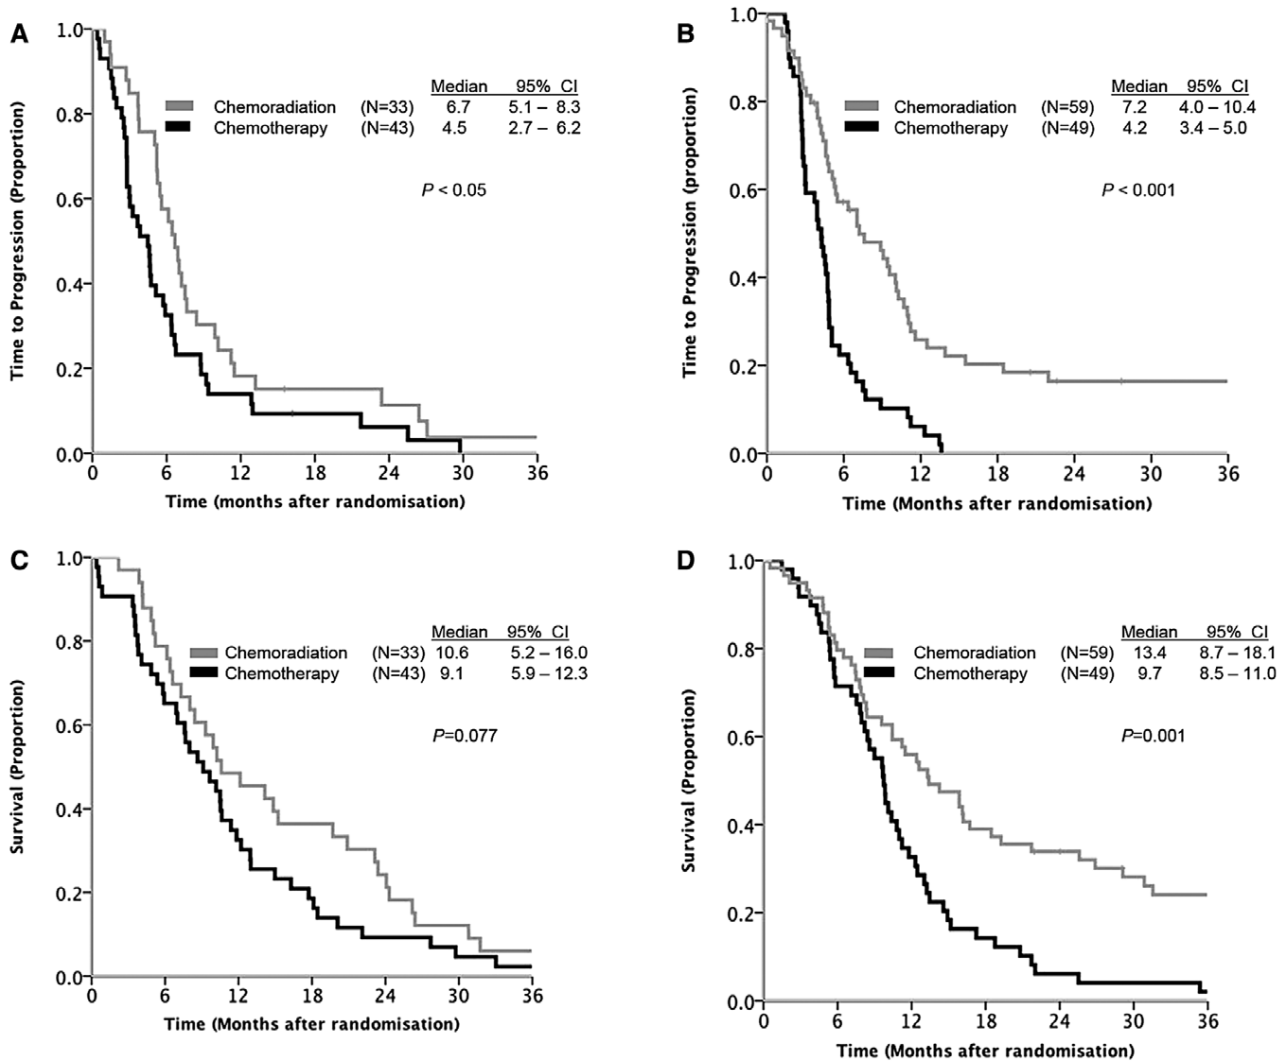 A
Time to Progression (Proportion)
1.0
0.8
0.6
0.4
0.2
0.0
Median 95% CI
Chemoradiation (N=33) 6.7 5.1 – 8.3
Chemotherapy (N=43) 4.5 2.7 – 6.2
P < 0.05
0 6 12 18 24 30 36
Time (months after randomisation)
B
Time to Progression (proportion)
1.0
0.8
0.6
0.4
0.2
0.0
Median 95% CI
Chemoradiation (N=59) 7.2 4.0 – 10.4
Chemotherapy (N=49) 4.2 3.4 – 5.0
P < 0.001
0 6 12 18 24 30 36
Time (Months after randomisation)
C
Survival (Proportion)
1.0
0.8
0.6
0.4
0.2
0.0
Median 95% CI
Chemoradiation (N=33) 10.6 5.2 – 16.0
Chemotherapy (N=43) 9.1 5.9 – 12.3
P=0.077
0 6 12 18 24 30 36
Time (Months after randomisation)
D
Survival (Proportion)
1.0
0.8
0.6
0.4
0.2
0.0
Median 95% CI
Chemoradiation (N=59) 13.4 8.7 – 18.1
Chemotherapy (N=49) 9.7 8.5 – 11.0
P=0.001
0 6 12 18 24 30 36
Time (Months after randomisation)